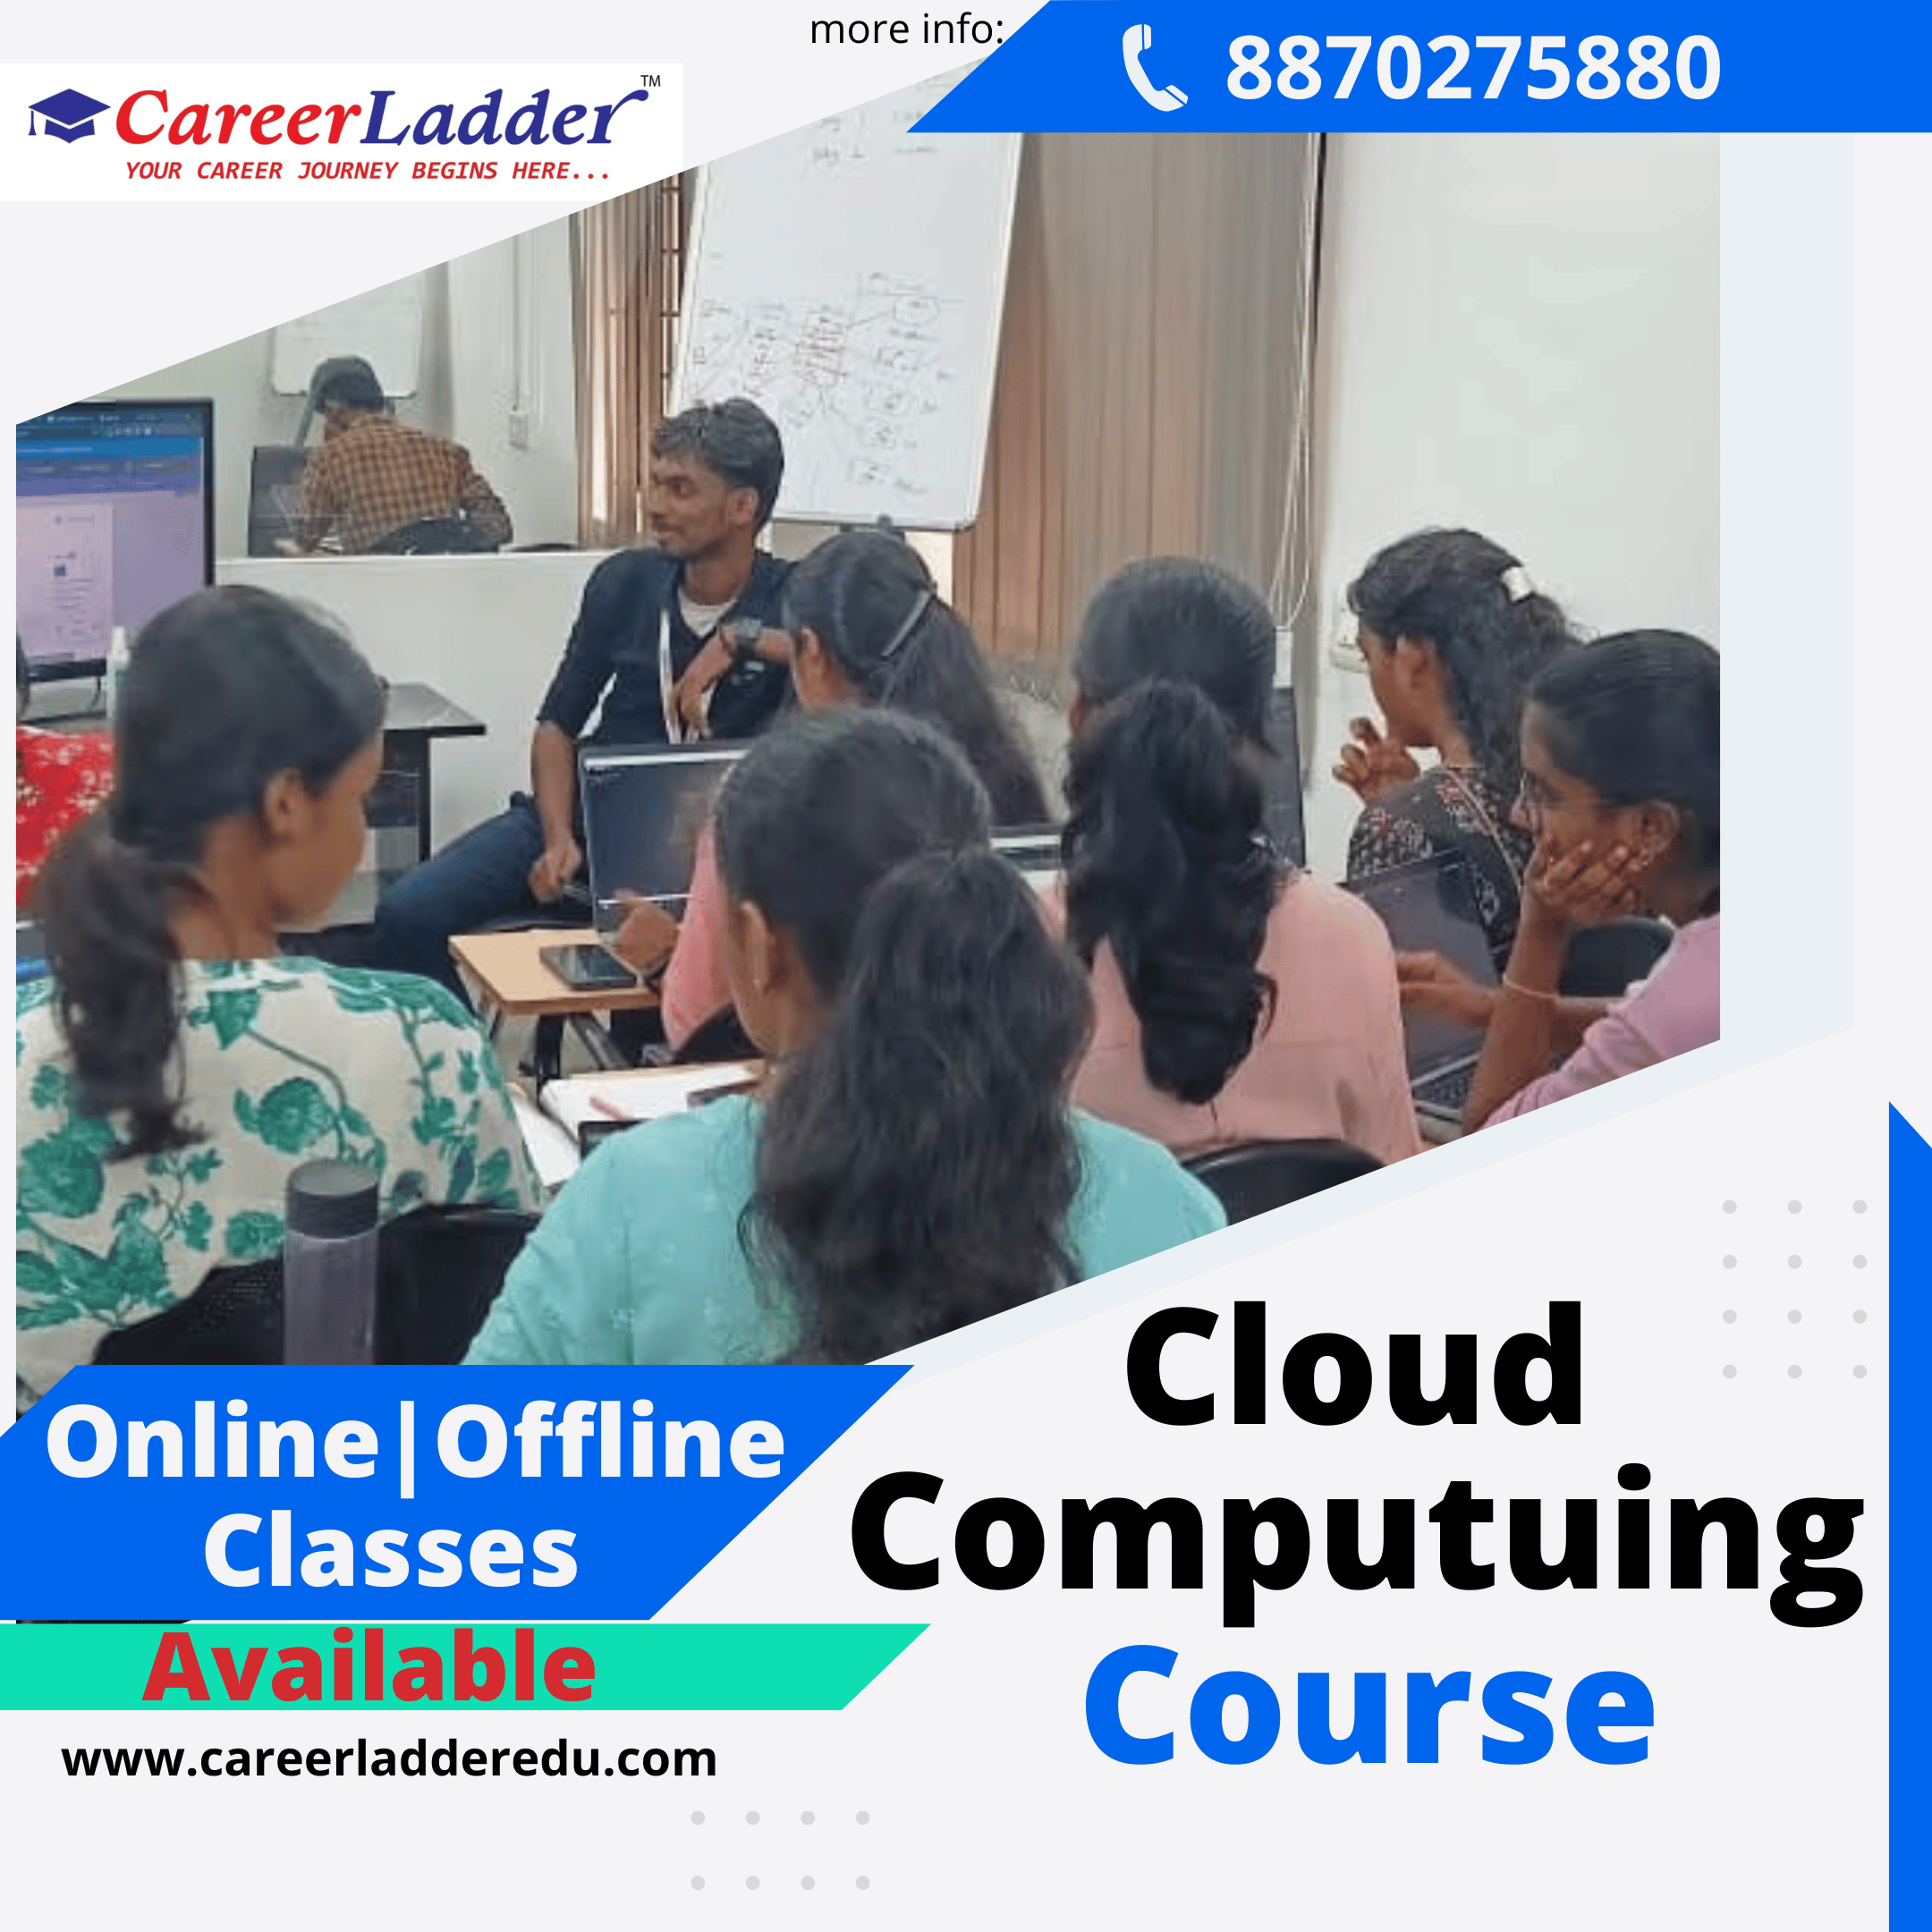 more info:
8870275880
CareerLadder™
YOUR CAREER JOURNEY BEGINS HERE...
Online|Offline
Classes
Available
www.careerladderedu.com
Cloud
Computuing
Course